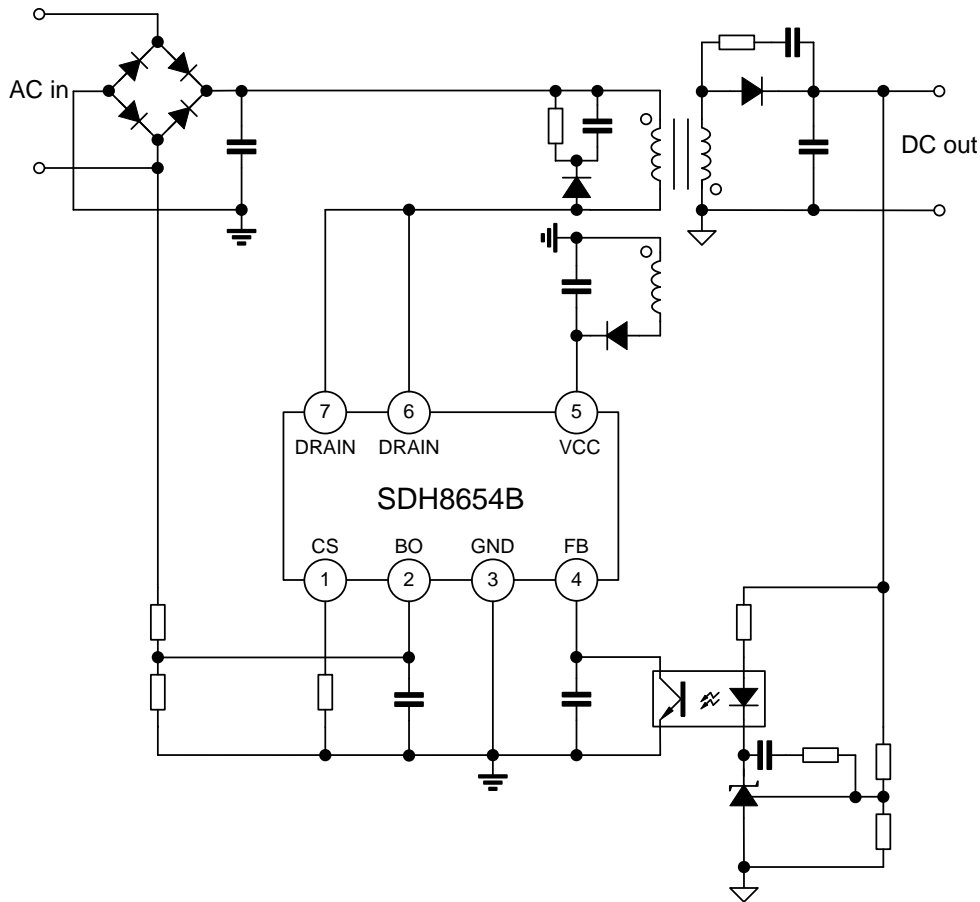 AC in
DC out
7
6
5
DRAIN
DRAIN
VCC
SDH8654B
CS
BO
GND
FB
1
2
3
4